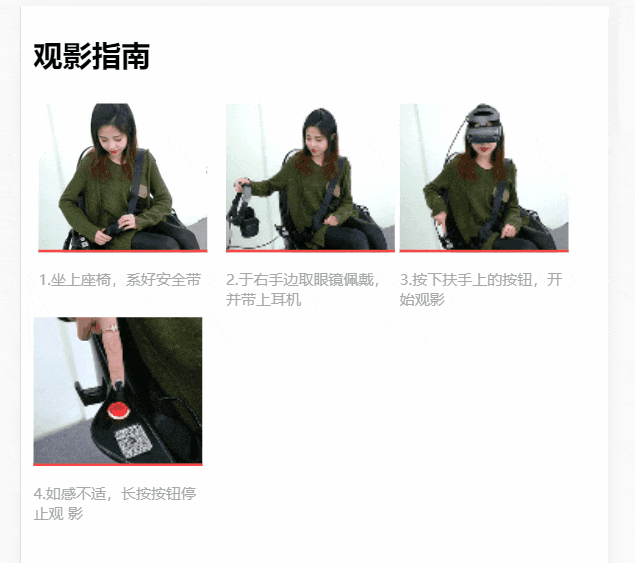 观影指南
1.坐上座椅，系好安全带
2.于右手边取眼镜佩戴，
并带上耳机
3.按下扶手上的按钮，开
始观影
4.如感不适，长按按钮停
止观 影